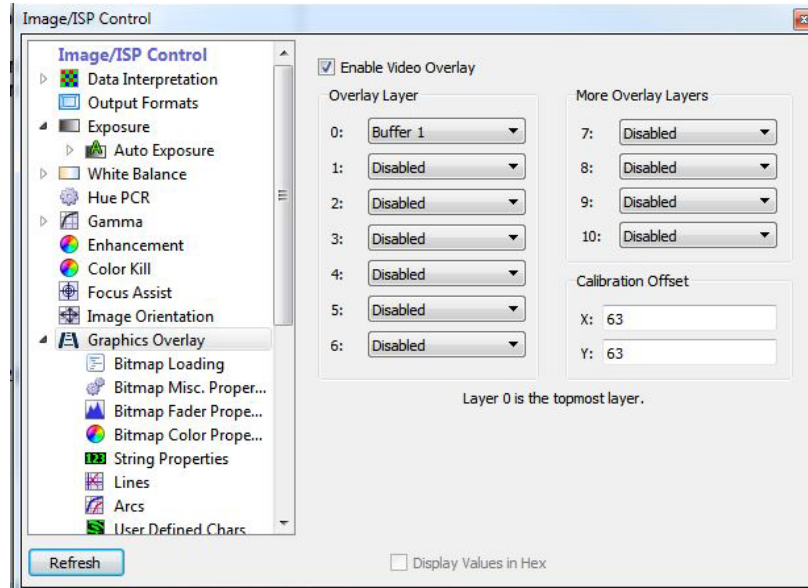 Image/ISP Control
Image/ISP Control
Data Interpretation
Output Formats
Exposure
Auto Exposure
White Balance
Hue PCR
Gamma
Enhancement
Color Kill
Focus Assist
Image Orientation
Graphics Overlay
Bitmap Loading
Bitmap Misc. Proper...
Bitmap Fader Prope...
Bitmap Color Prope...
123 String Properties
Lines
Arcs
User Defined Chars
Refresh
Enable Video Overlay
Overlay Layer
0: Buffer 1
1: Disabled
2: Disabled
3: Disabled
4: Disabled
5: Disabled
6: Disabled
More Overlay Layers
7: Disabled
8: Disabled
9: Disabled
10: Disabled
Calibration Offset
X: 63
Y: 63
Layer 0 is the topmost layer.
Display Values in Hex